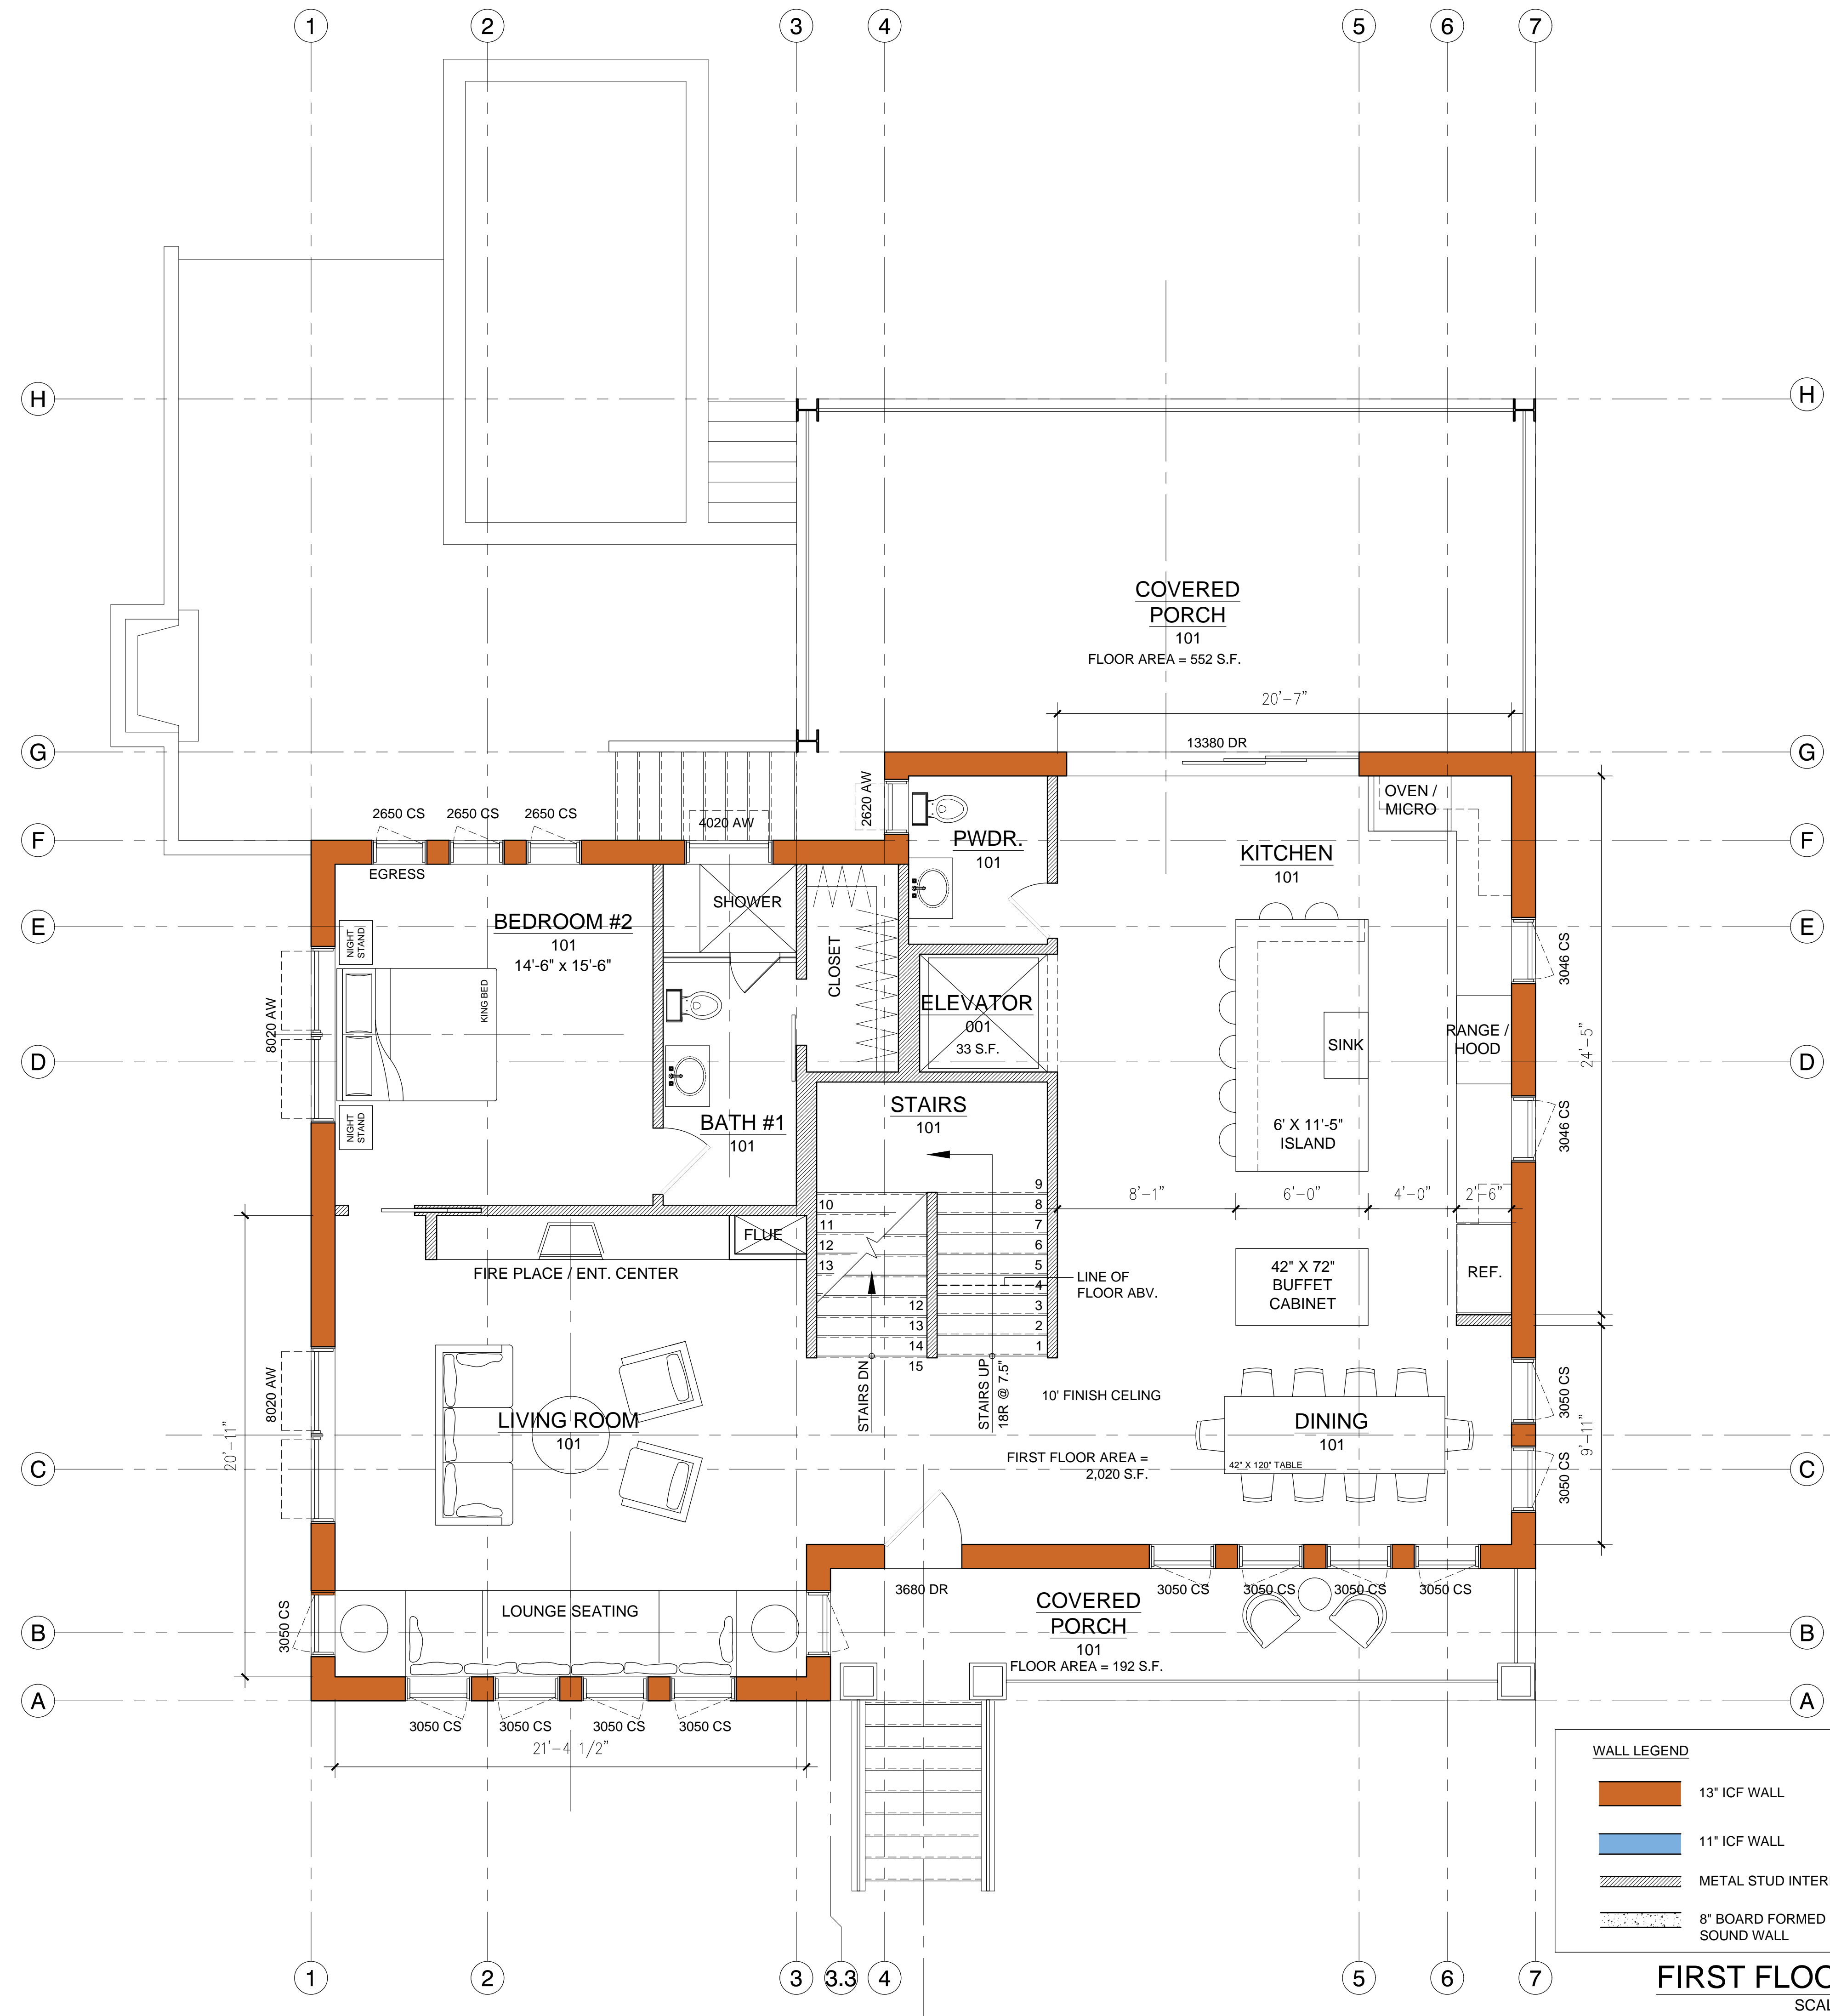 1 2 3 4 5 6 7
H H
COVERED
PORCH
101
FLOOR AREA = 552 S.F.
20'-7"
G G
13380 DR
2620 AW
OVEN /
MICRO
2650 CS 2650 CS 2650 CS
4020 AW
F F
PWDR.
101
KITCHEN
101
EGRESS
SHOWER
E E
NIGHT
STAND
BEDROOM #2
101
14'-6" x 15'-6"
CLOSET
3046 CS
KING BED
8020 AW
ELEVATOR
001
33 S.F.
SINK
RANGE /
HOOD
24'-5"
D D
NIGHT
STAND
BATH #1
101
STAIRS
101
6' X 11'-5"
ISLAND
3046 CS
8'-1" 6'-0" 4'-0" 2'-6"
9
10 8
11 7
12 6
13 5
4
12 3
13 2
14 1
15
FLUE
FIRE PLACE / ENT. CENTER
LINE OF
FLOOR ABV.
42" X 72"
BUFFET
CABINET
REF.
STAIRS DN
STAIRS UP
18R @ 7.5"
10' FINISH CELING
8020 AW
20'-11"
LIVING ROOM
101
DINING
101
42" X 120" TABLE
3050 CS
9'-11"
3050 CS
FIRST FLOOR AREA =
2,020 S.F.
C C
3680 DR
3050 CS 3050 CS 3050 CS 3050 CS
LOUNGE SEATING
3050 CS
COVERED
PORCH
101
FLOOR AREA = 192 S.F.
B B
A A
3050 CS 3050 CS 3050 CS 3050 CS
21'-4 1/2"
WALL LEGEND
13" ICF WALL
11" ICF WALL
METAL STUD INTER
8" BOARD FORMED
SOUND WALL
1 2 3 3.3 4 5 6 7
FIRST FLOO
SCAL